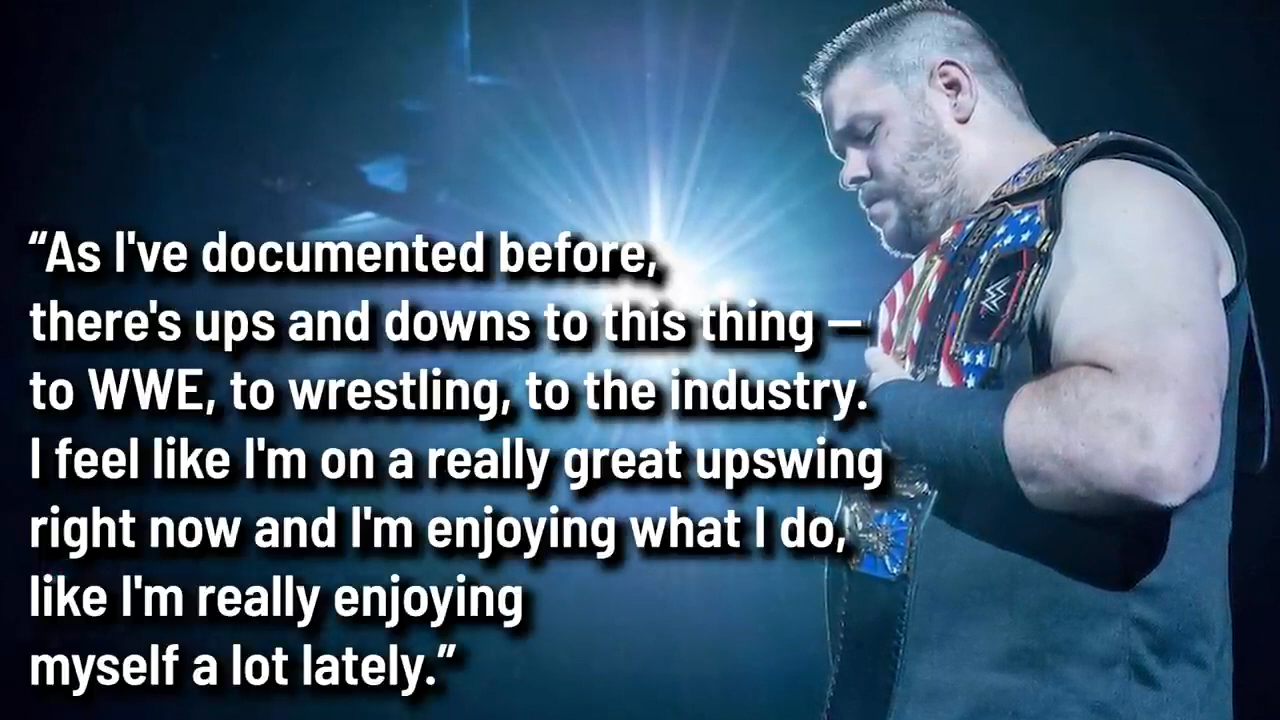 “As I've documented before,
there's ups and downs to this thing —
to WWE, to wrestling, to the industry.
I feel like I'm on a really great upswing
right now and I'm enjoying what I do,
like I'm really enjoying
myself a lot lately.”